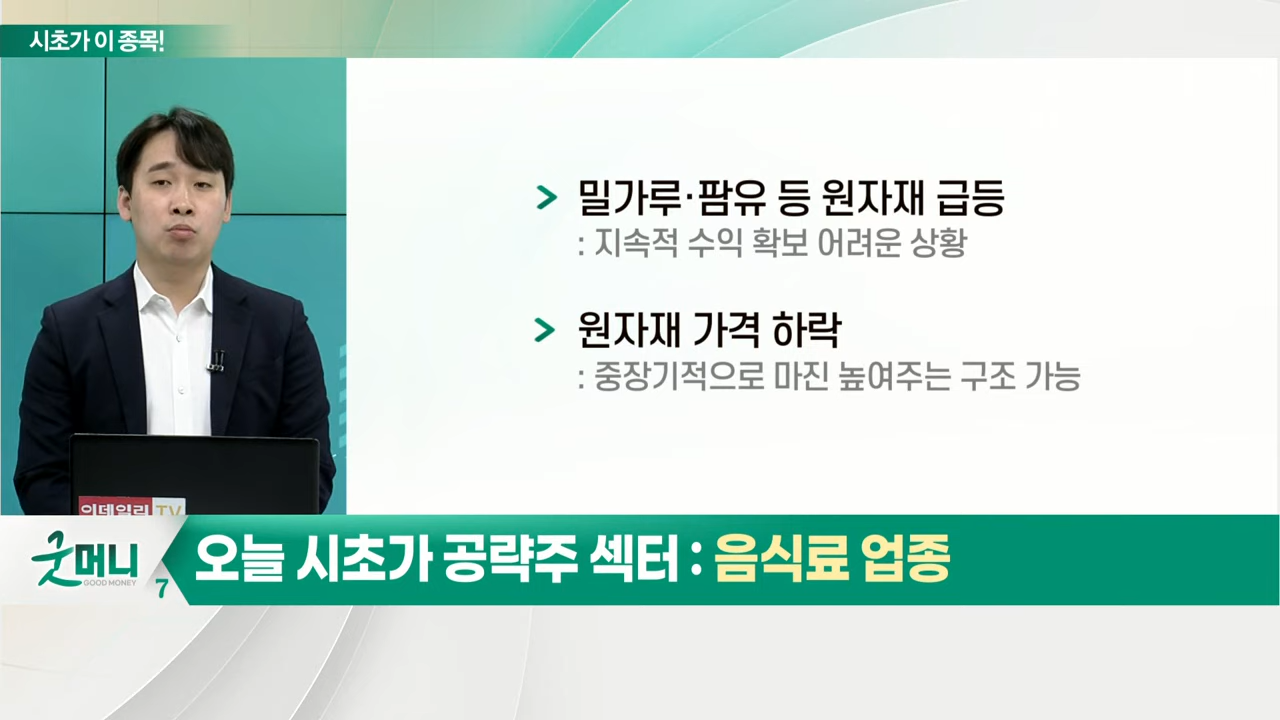 시초가 이 종목!
> 밀가루·팜유 등 원자재 급등
: 지속적 수익 확보 어려운 상황
> 원자재 가격 하락
: 중장기적으로 마진 높여주는 구조 가능
이데일리 TV
굿머니
GOOD MONEY
7
오늘 시초가 공략주 섹터 : 음식료 업종